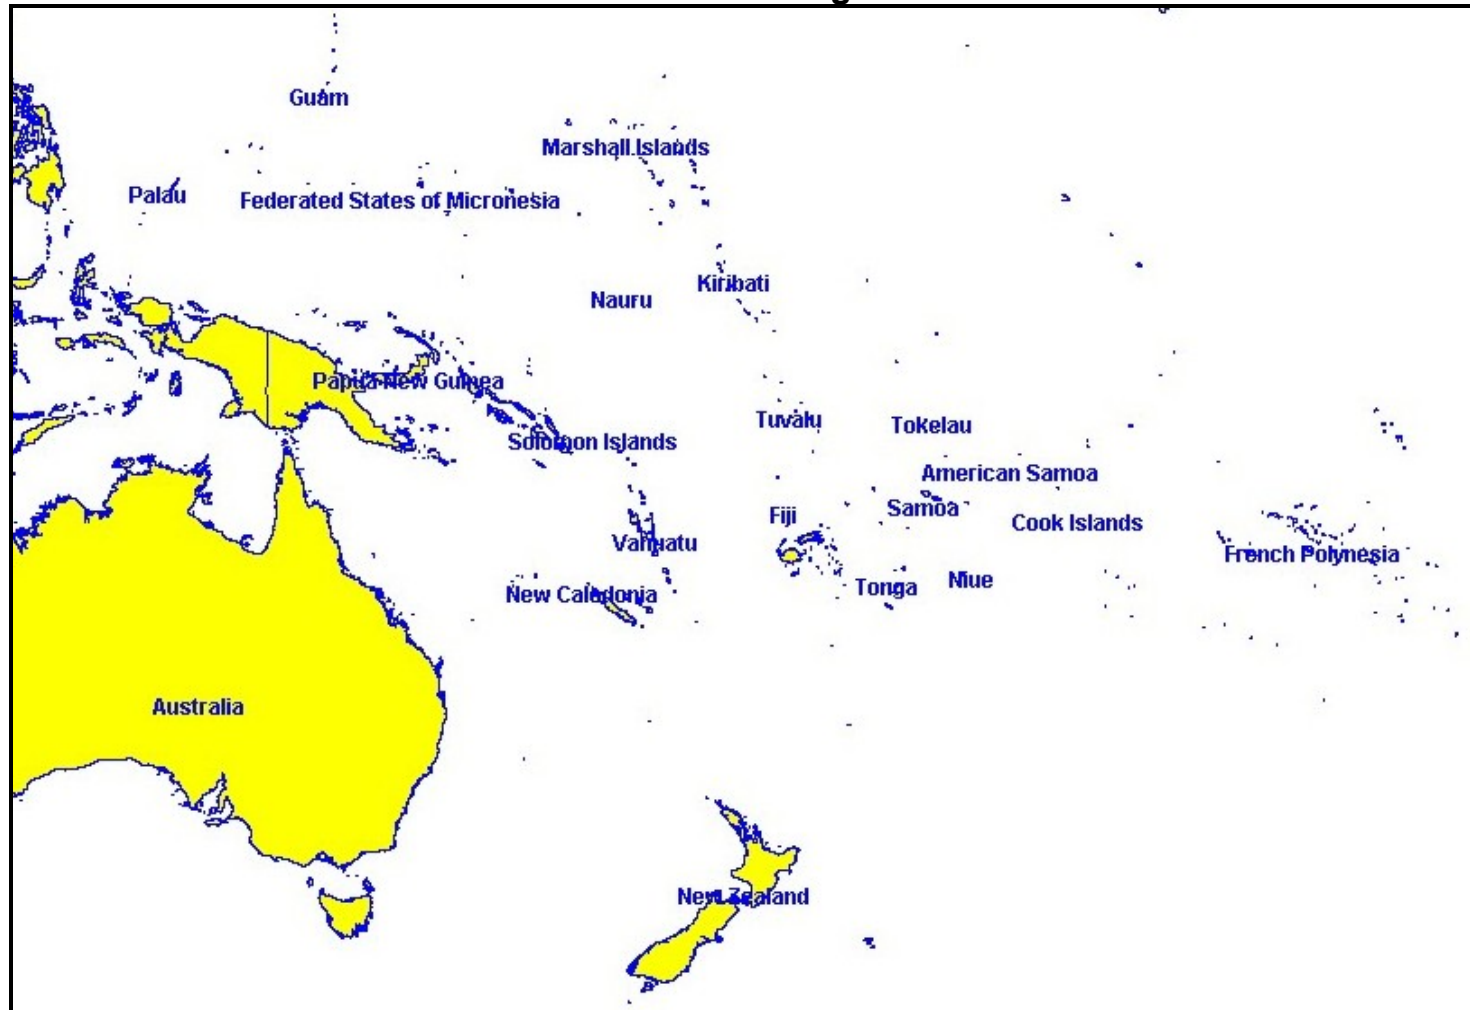 Guam
Marshall Islands
Palau
Federated States of Micronesia
Kiribati
Nauru
Papua New Guinea
Tuvalu
Tokelau
Solomon Islands
American Samoa
Samoa
Fiji
Cook Islands
Vanuatu
French Polynesia
New Caledonia
Tonga
Niue
Australia
New Zealand